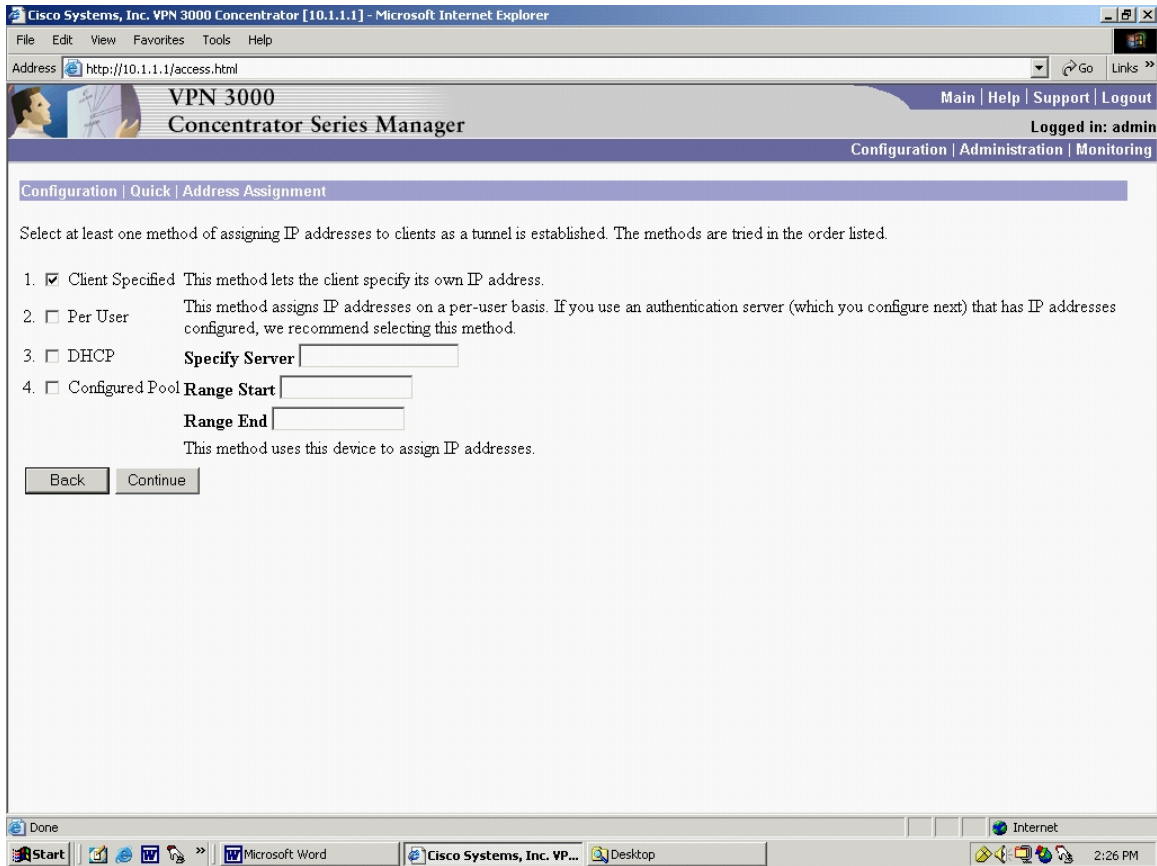 Cisco Systems, Inc. VPN 3000 Concentrator [10.1.1.1] - Microsoft Internet Explorer
File Edit View Favorites Tools Help
Address http://10.1.1.1/access.html Go Links »
VPN 3000
Concentrator Series Manager
Main | Help | Support | Logout
Logged in: admin
Configuration | Administration | Monitoring
Configuration | Quick | Address Assignment
Select at least one method of assigning IP addresses to clients as a tunnel is established. The methods are tried in the order listed.
1. Client Specified This method lets the client specify its own IP address.
2. Per User This method assigns IP addresses on a per-user basis. If you use an authentication server (which you configure next) that has IP addresses
configured, we recommend selecting this method.
3. DHCP Specify Server
4. Configured Pool Range Start
Range End
This method uses this device to assign IP addresses.
Back Continue
Done Internet
Start » Microsoft Word Cisco Systems, Inc. VP... Desktop 2:26 PM